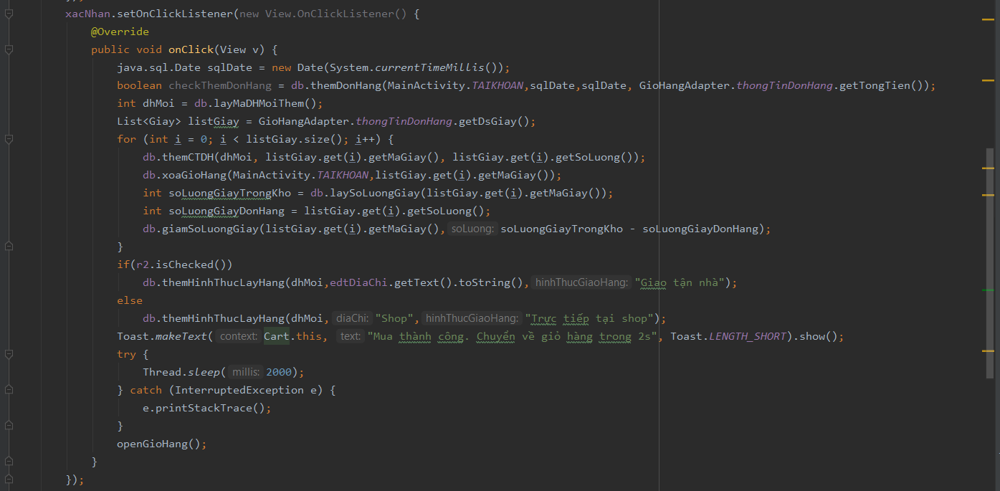 xacNhan.setOnClickListener(new View.OnClickListener() {
@Override
public void onClick(View v) {
java.sql.Date sqlDate = new Date(System.currentTimeMillis());
boolean checkThemDonHang = db.themDonHang(MainActivity.TAIKHOAN,sqlDate,sqlDate, GioHangAdapter.thongTinDonHang.getTongTien());
int dhMoi = db.layMaDHMoiThem();
List<Giay> listGiay = GioHangAdapter.thongTinDonHang.getDsGiay();
for (int i = 0; i < listGiay.size(); i++) {
db.themCTDH(dhMoi, listGiay.get(i).getMaGiay(), listGiay.get(i).getSoLuong());
db.xoaGioHang(MainActivity.TAIKHOAN,listGiay.get(i).getMaGiay());
int soLuongGiayTrongKho = db.laySoLuongGiay(listGiay.get(i).getMaGiay());
int soLuongGiayDonHang = listGiay.get(i).getSoLuong();
db.giamSoLuongGiay(listGiay.get(i).getMaGiay(), soLuong: soLuongGiayTrongKho - soLuongGiayDonHang);
}
if(r2.isChecked())
db.themHinhThucLayHang(dhMoi,edtDiaChi.getText().toString(), hinhThucGiaoHang: "Giao tận nhà");
else
db.themHinhThucLayHang(dhMoi, diaChi: "Shop", hinhThucGiaoHang: "Trực tiếp tại shop");
Toast.makeText( context: Cart.this, text: "Mua thành công. Chuyển về giỏ hàng trong 2s", Toast.LENGTH_SHORT).show();
try {
Thread.sleep( millis: 2000);
} catch (InterruptedException e) {
e.printStackTrace();
}
openGioHang();
}
});